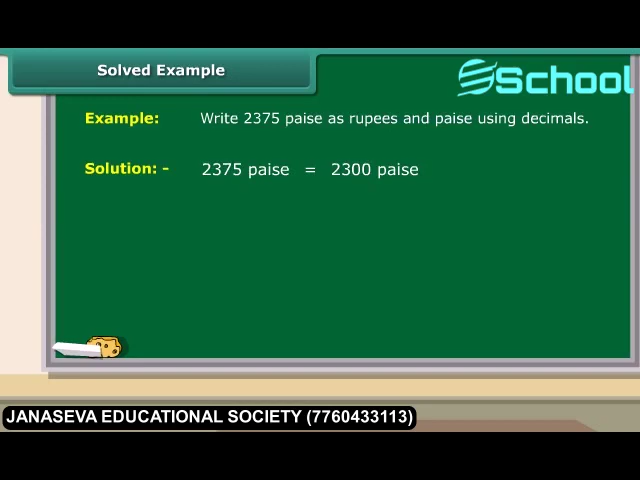 Solved Example
School
Example: Write 2375 paise as rupees and paise using decimals.
Solution: - 2375 paise = 2300 paise
JANASEVA EDUCATIONAL SOCIETY (7760433113)